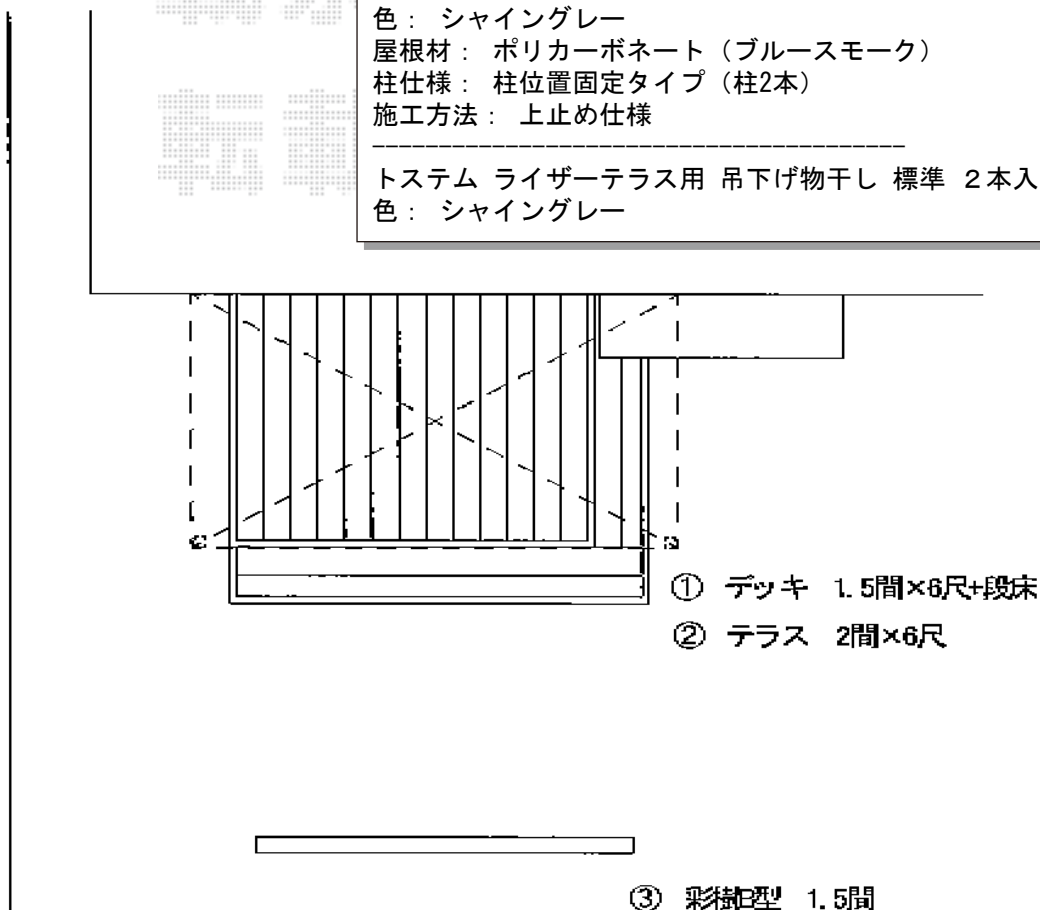 色： シャイングレー
屋根材： ポリカーボネート（ブルースモーク）
柱仕様： 柱位置固定タイプ（柱2本）
施工方法： 上止め仕様
----------------------------------------
トステム ライザーテラス用 吊下げ物干し 標準 ２本入
色： シャイングレー
① デッキ 1.5間×6尺+段床
② テラス 2間×6尺
③ 彩樹B型 1.5間